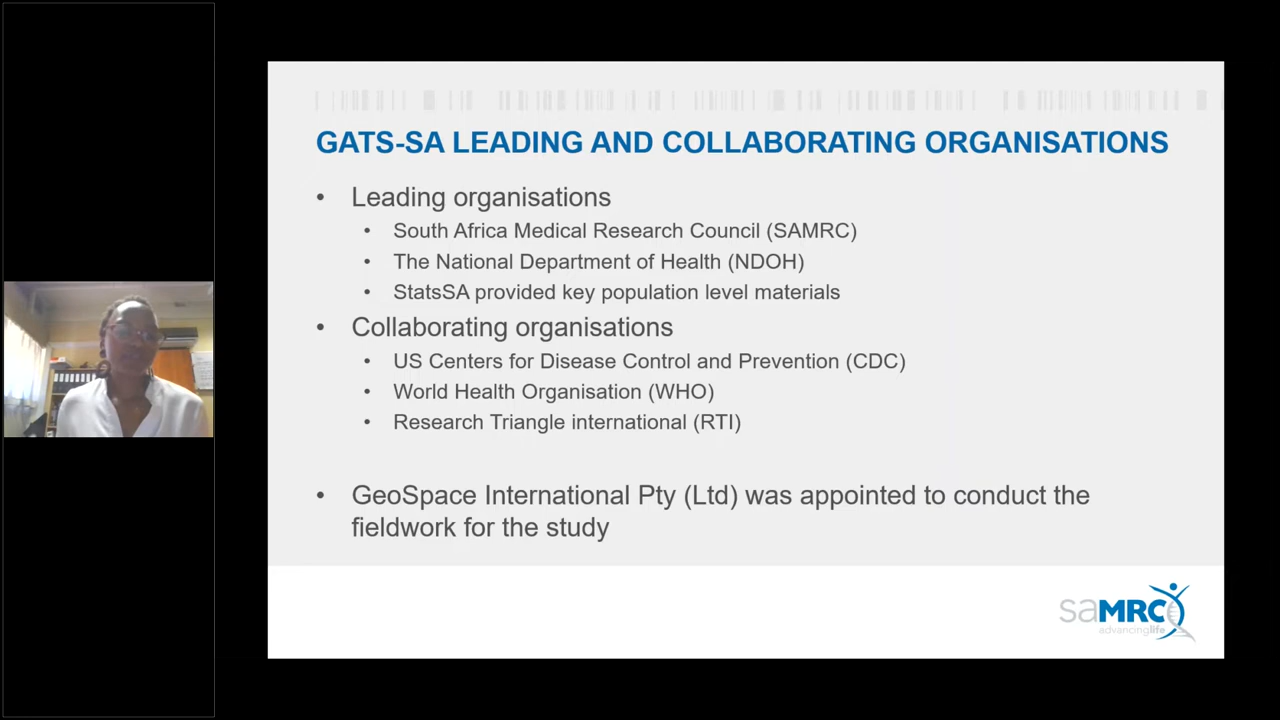 GATS-SA LEADING AND COLLABORATING ORGANISATIONS
• Leading organisations
• South Africa Medical Research Council (SAMRC)
• The National Department of Health (NDOH)
• StatsSA provided key population level materials
• Collaborating organisations
• US Centers for Disease Control and Prevention (CDC)
• World Health Organisation (WHO)
• Research Triangle international (RTI)
• GeoSpace International Pty (Ltd) was appointed to conduct the
fieldwork for the study
saMRC
advancinglife